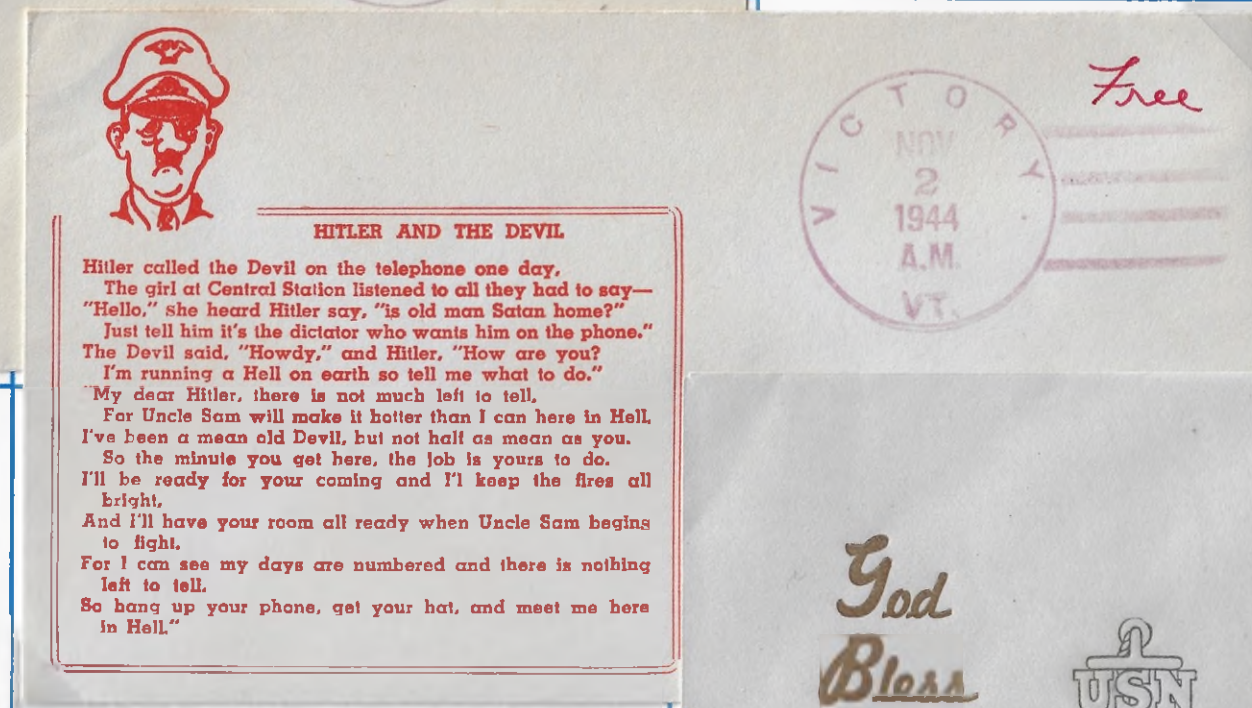 Free
VICTORY
NOV
2
1944
A.M.
VT.
HITLER AND THE DEVIL
Hitler called the Devil on the telephone one day,
The girl at Central Station listened to all they had to say—
"Hello," she heard Hitler say, "is old man Satan home?"
Just tell him it's the dictator who wants him on the phone."
The Devil said, "Howdy," and Hitler, "How are you?
I'm running a Hell on earth so tell me what to do."
"My dear Hitler, there is not much left to tell,
For Uncle Sam will make it hotter than I can here in Hell,
I've been a mean old Devil, but not half as mean as you.
So the minute you get here, the job is yours to do.
I'll be ready for your coming and I'l keep the fires all
bright,
And I'll have your room all ready when Uncle Sam begins
to fight.
For I can see my days are numbered and there is nothing
left to tell.
So hang up your phone, get your hat, and meet me here
in Hell."
God
Bless
USN